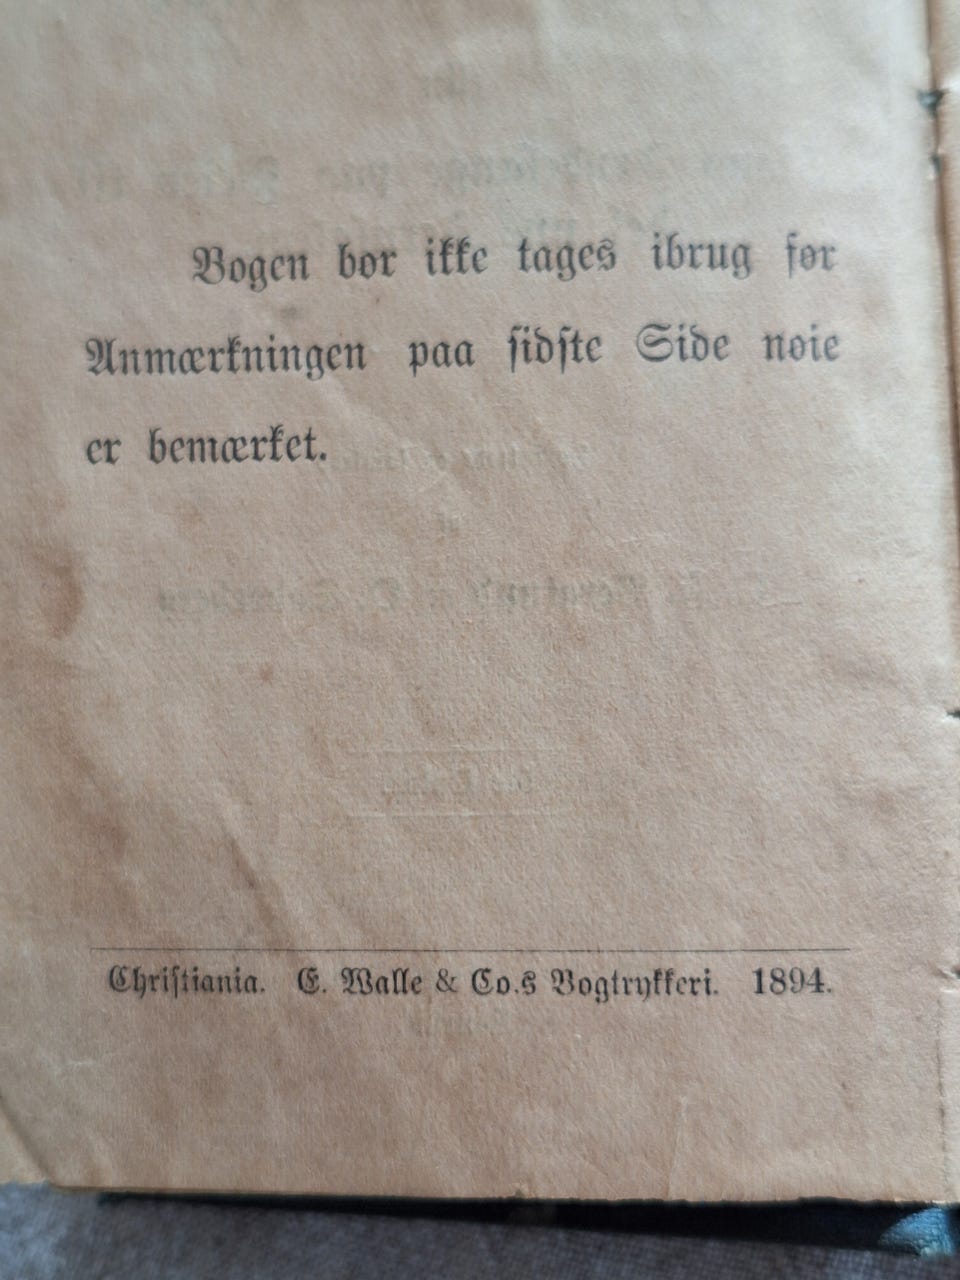 Bogen bør ikke tages ibrug før
Anmærkningen paa sidste Side nøie
er bemærket.
Christiania. E. Walle & Co.s Bogtrykkeri. 1894.